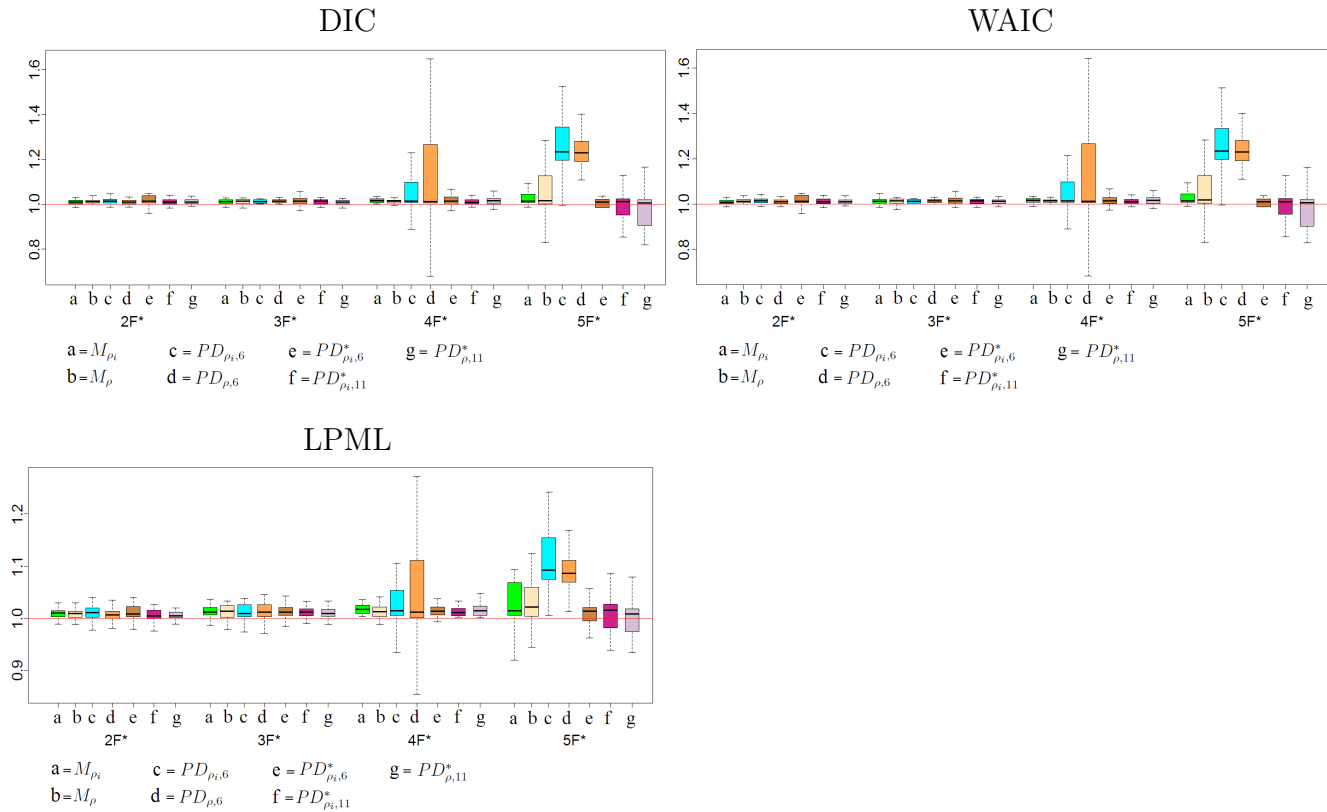 DIC
1.6
1.4
1.2
1.0
0.8
a b c d e f g a b c d e f g a b c d e f g a b c d e f g
2F* 3F* 4F* 5F*
a = M_{ρ_i} c = PD_{ρ_i,6} e = PD^*_{ρ_i,6} g = PD^*_{ρ,11}
b = M_ρ d = PD_{ρ,6} f = PD^*_{ρ_i,11}
WAIC
1.6
1.4
1.2
1.0
0.8
a b c d e f g a b c d e f g a b c d e f g a b c d e f g
2F* 3F* 4F* 5F*
a = M_{ρ_i} c = PD_{ρ_i,6} e = PD^*_{ρ_i,6} g = PD^*_{ρ,11}
b = M_ρ d = PD_{ρ,6} f = PD^*_{ρ_i,11}
LPML
1.2
1.1
1.0
0.9
a b c d e f g a b c d e f g a b c d e f g a b c d e f g
2F* 3F* 4F* 5F*
a = M_{ρ_i} c = PD_{ρ_i,6} e = PD^*_{ρ_i,6} g = PD^*_{ρ,11}
b = M_ρ d = PD_{ρ,6} f = PD^*_{ρ_i,11}